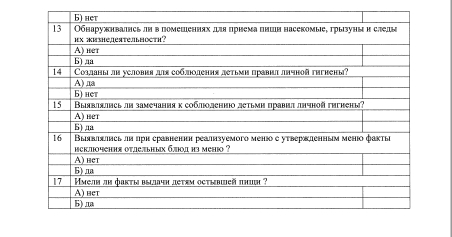 Б) нет
13 Обнаруживались ли в помещениях для приема пищи насекомые, грызуны и следы
их жизнедеятельности?
А) нет
Б) да
14 Созданы ли условия для соблюдения детьми правил личной гигиены?
А) да
Б) нет
15 Выявлялись ли замечания к соблюдению детьми правил личной гигиены?
А) нет
Б) да
16 Выявлялись ли при сравнении реализуемого меню с утвержденным меню факты
исключения отдельных блюд из меню ?
А) нет
Б) да
17 Имели ли факты выдачи детям остывшей пищи ?
А) нет
Б) да